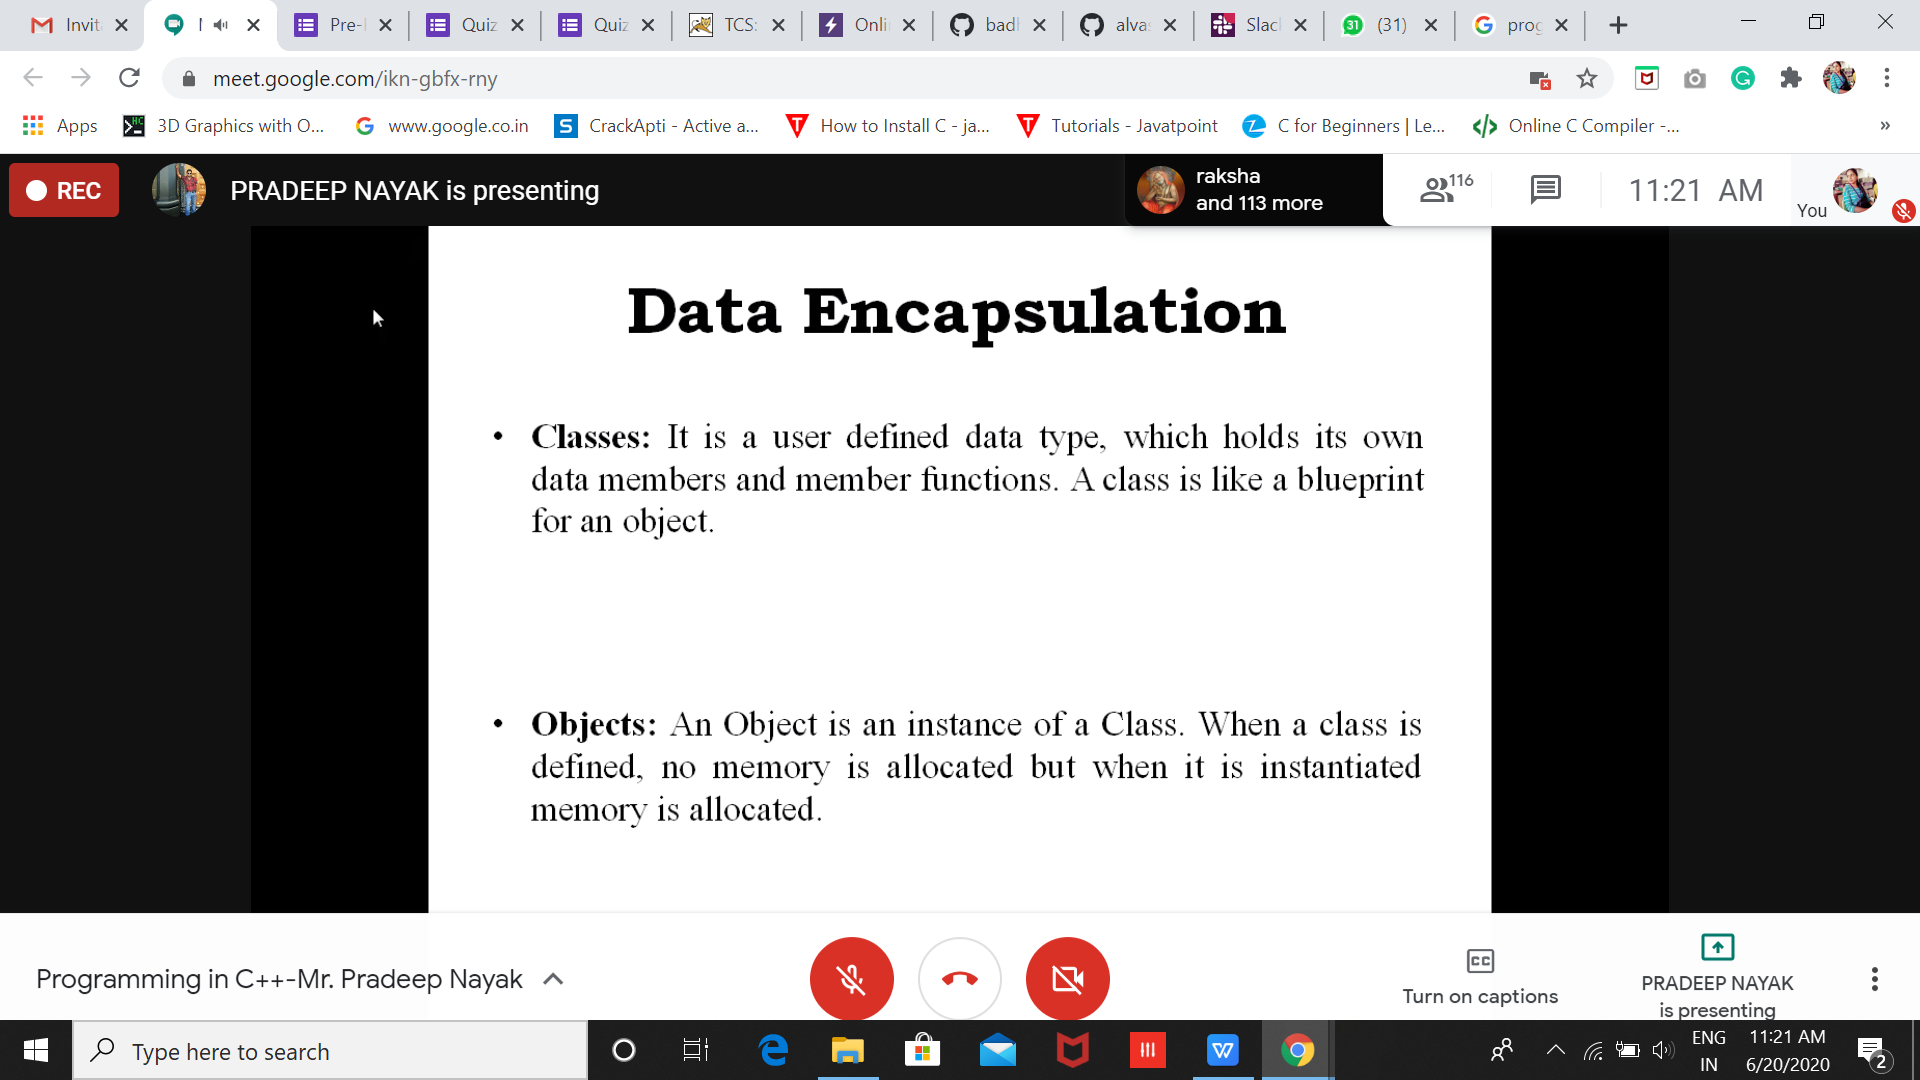 Invit
Pre-
Quiz
Quiz
TCS:
Onli
badl
alva
Slac
(31)
prog
meet.google.com/ikn-gbfx-rny
Apps
3D Graphics with O...
www.google.co.in
CrackApti - Active a...
How to Install C - ja...
Tutorials - Javatpoint
C for Beginners | Le...
Online C Compiler -...
»
REC
PRADEEP NAYAK is presenting
raksha
and 113 more
116
11:21 AM
You
Data Encapsulation
• Classes: It is a user defined data type, which holds its own
data members and member functions. A class is like a blueprint
for an object.
• Objects: An Object is an instance of a Class. When a class is
defined, no memory is allocated but when it is instantiated
memory is allocated.
Programming in C++-Mr. Pradeep Nayak
Turn on captions
PRADEEP NAYAK
is presenting
Type here to search
ENG
IN
11:21 AM
6/20/2020
2